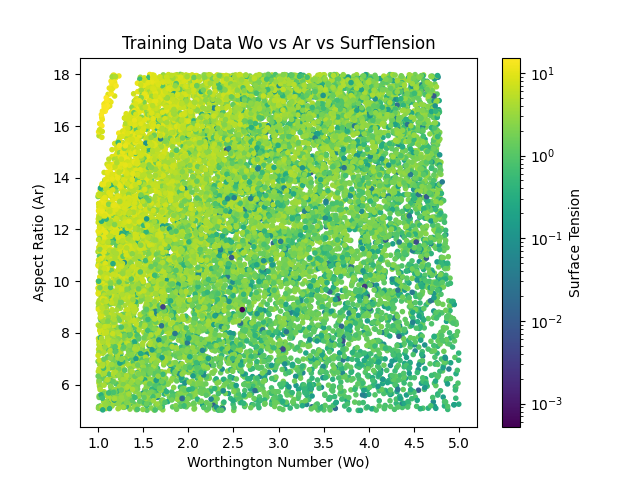 Training Data Wo vs Ar vs SurfTension
18
16
14
12
10
8
6
Aspect Ratio (Ar)
1.0 1.5 2.0 2.5 3.0 3.5 4.0 4.5 5.0
Worthington Number (Wo)
10¹
10⁰
10⁻¹
10⁻²
10⁻³
Surface Tension